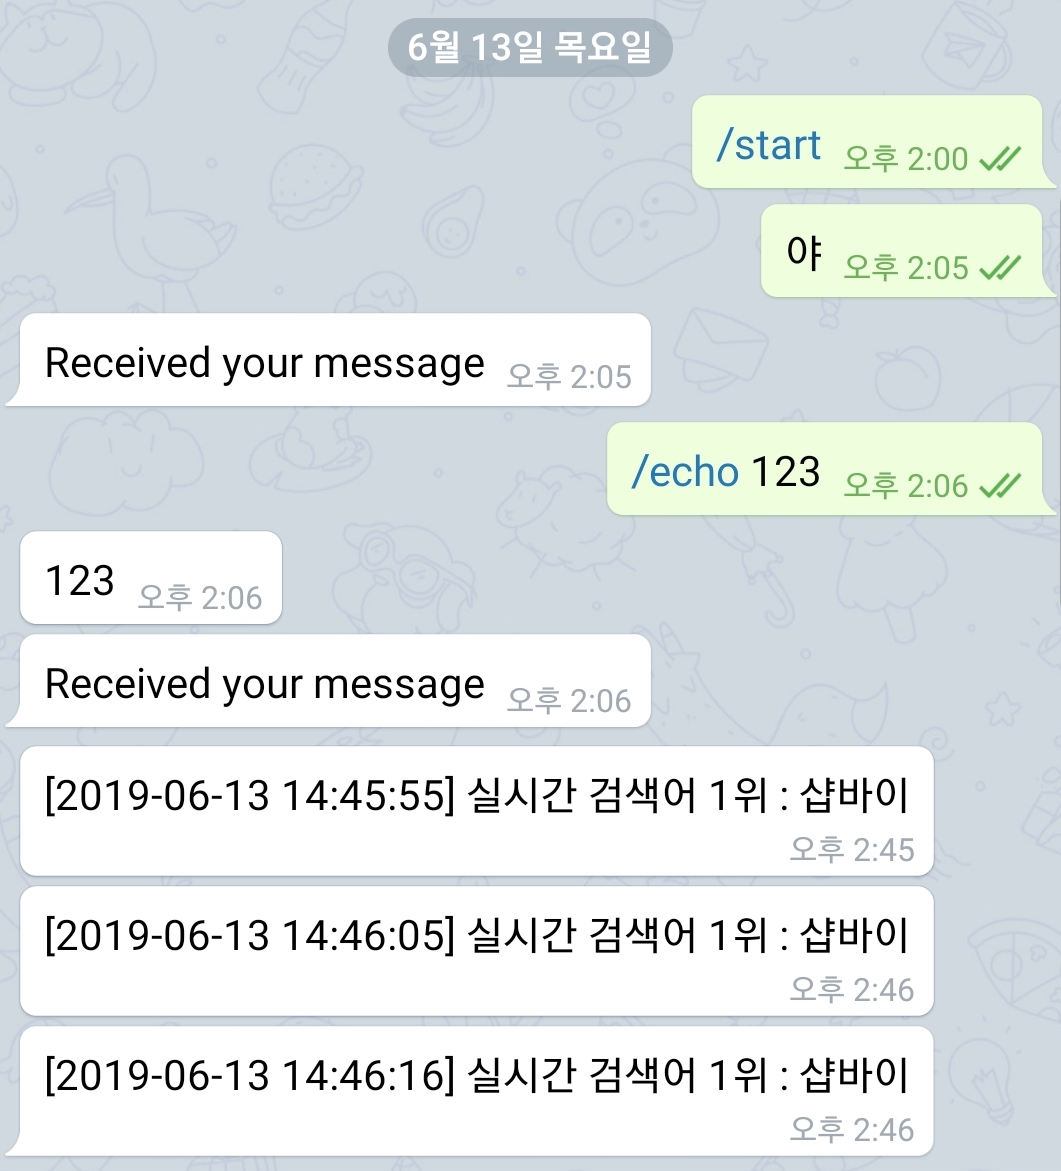 6월 13일 목요일
/start 오후 2:00
야 오후 2:05
Received your message 오후 2:05
/echo 123 오후 2:06
123 오후 2:06
Received your message 오후 2:06
[2019-06-13 14:45:55] 실시간 검색어 1위 : 샵바이
오후 2:45
[2019-06-13 14:46:05] 실시간 검색어 1위 : 샵바이
오후 2:46
[2019-06-13 14:46:16] 실시간 검색어 1위 : 샵바이
오후 2:46